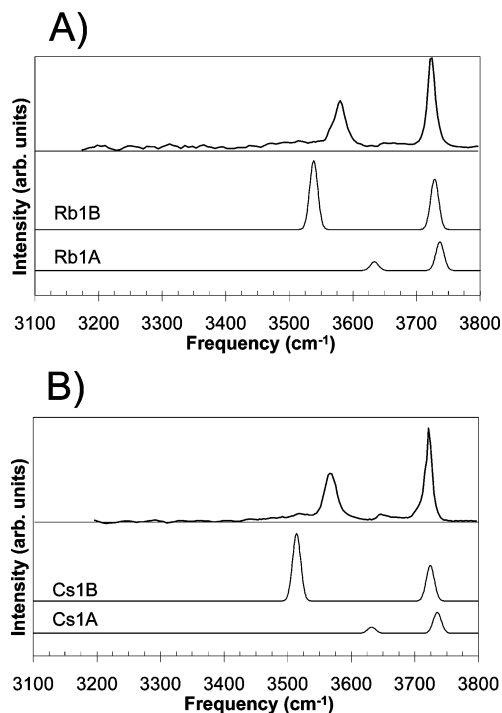 A)
Intensity (arb. units)
Rb1B
Rb1A
3100 3200 3300 3400 3500 3600 3700 3800
Frequency (cm⁻¹)
B)
Intensity (arb. units)
Cs1B
Cs1A
3100 3200 3300 3400 3500 3600 3700 3800
Frequency (cm⁻¹)